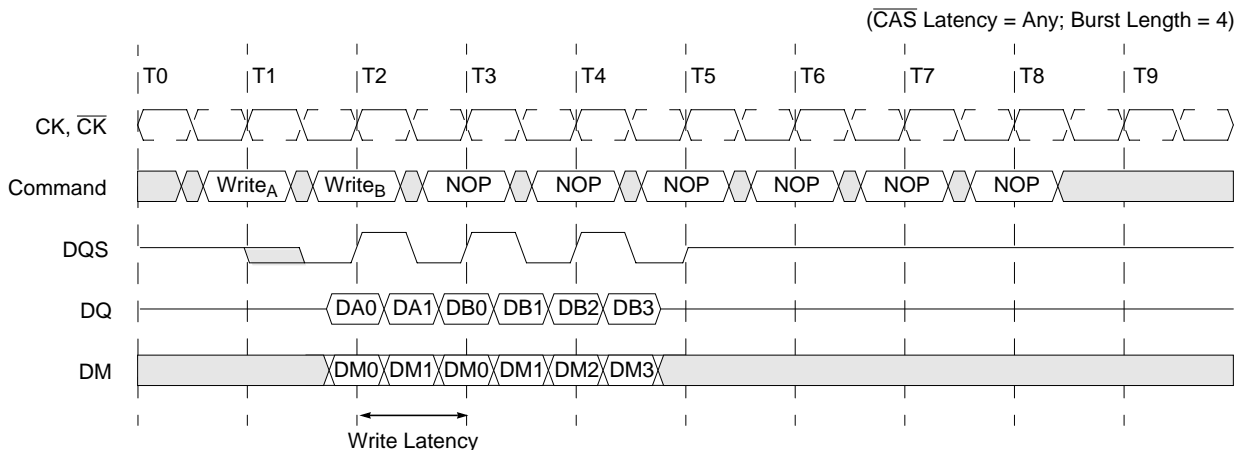 (C̅A̅S̅ Latency = Any; Burst Length = 4)
T0 T1 T2 T3 T4 T5 T6 T7 T8 T9
CK, C̅K̅
Command WriteA WriteB NOP NOP NOP NOP NOP NOP
DQS
DQ DA0 DA1 DB0 DB1 DB2 DB3
DM DM0 DM1 DM0 DM1 DM2 DM3
Write Latency